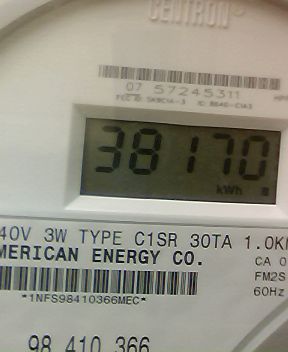 CENTRON
07 57245311
38170
kWh
40V 3W TYPE C1SR 30TA 1.0K
MERICAN ENERGY CO. CA 0
FM2S
*1NFS98410366MEC* 60Hz
98 410 366